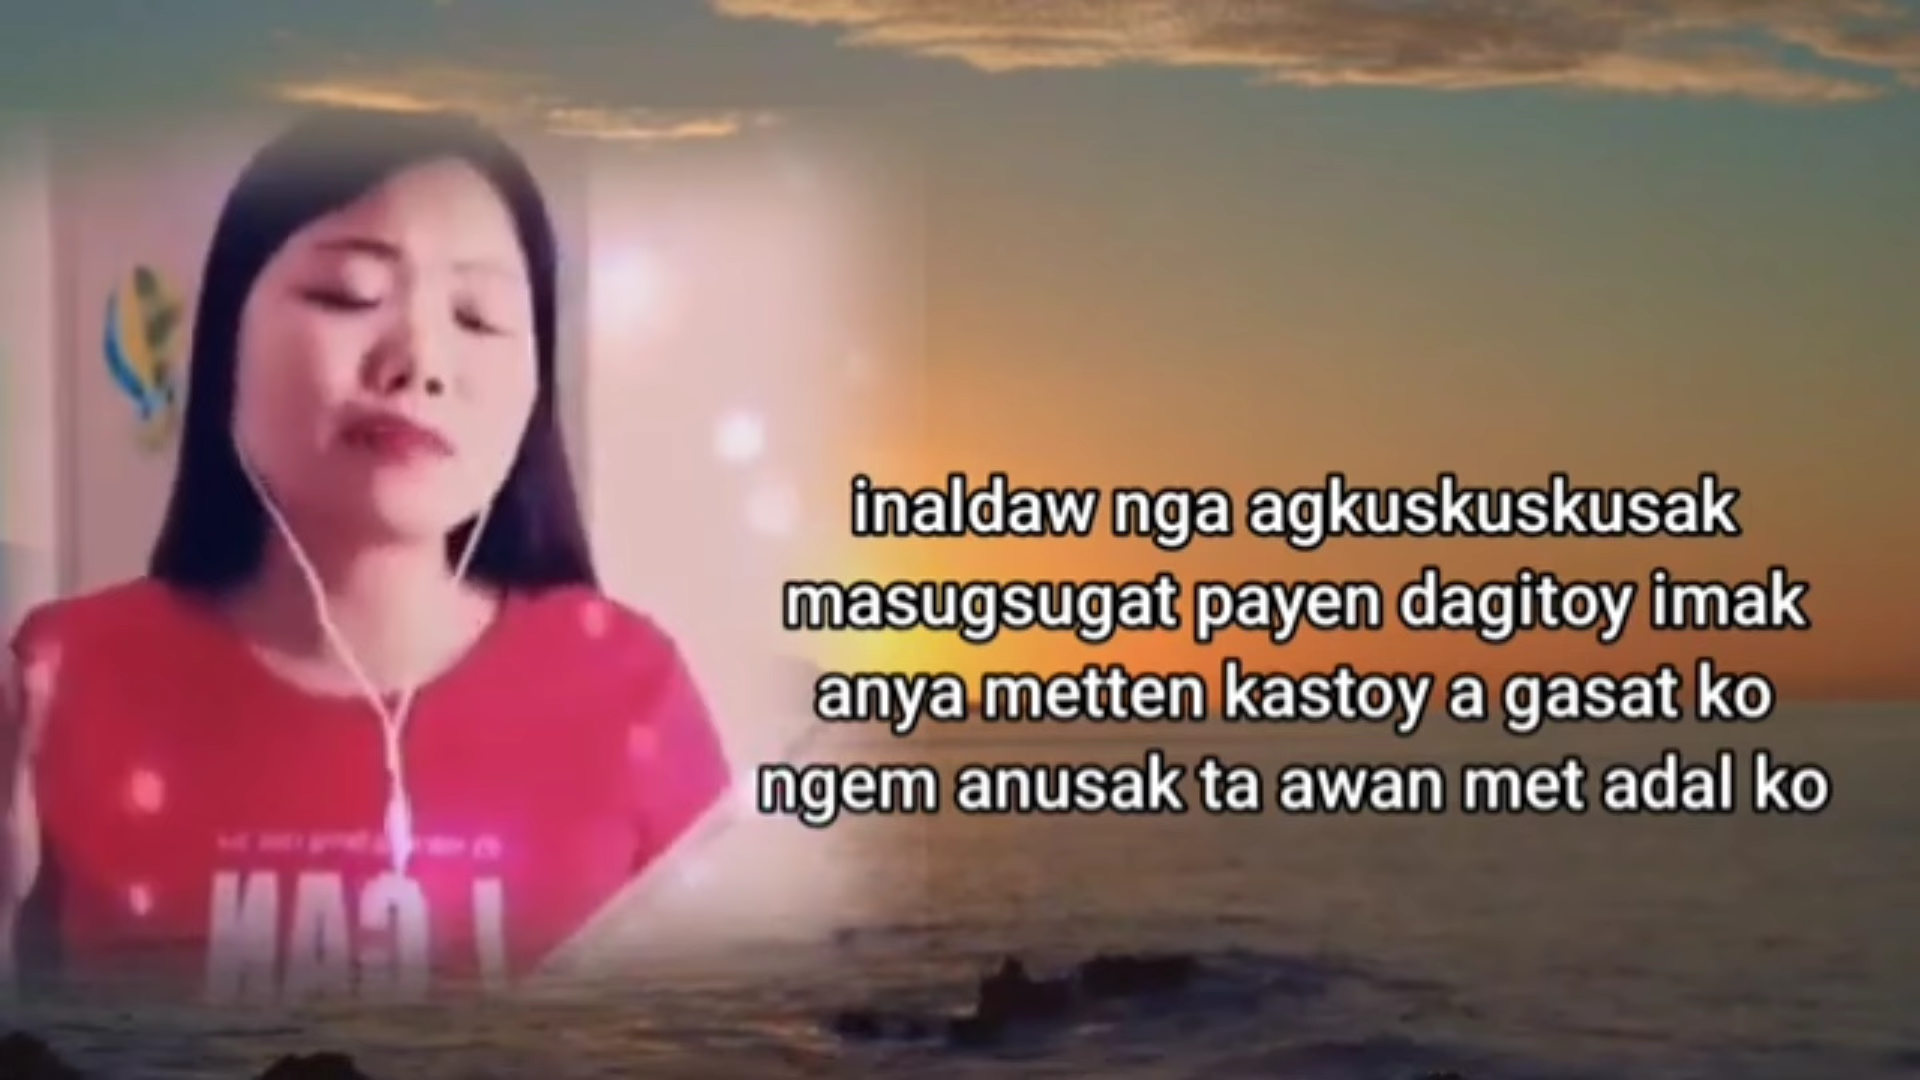 inaldaw nga agkuskuskusak
masugsugat payen dagitoy imak
anya metten kastoy a gasat ko
ngem anusak ta awan met adal ko
I CAN